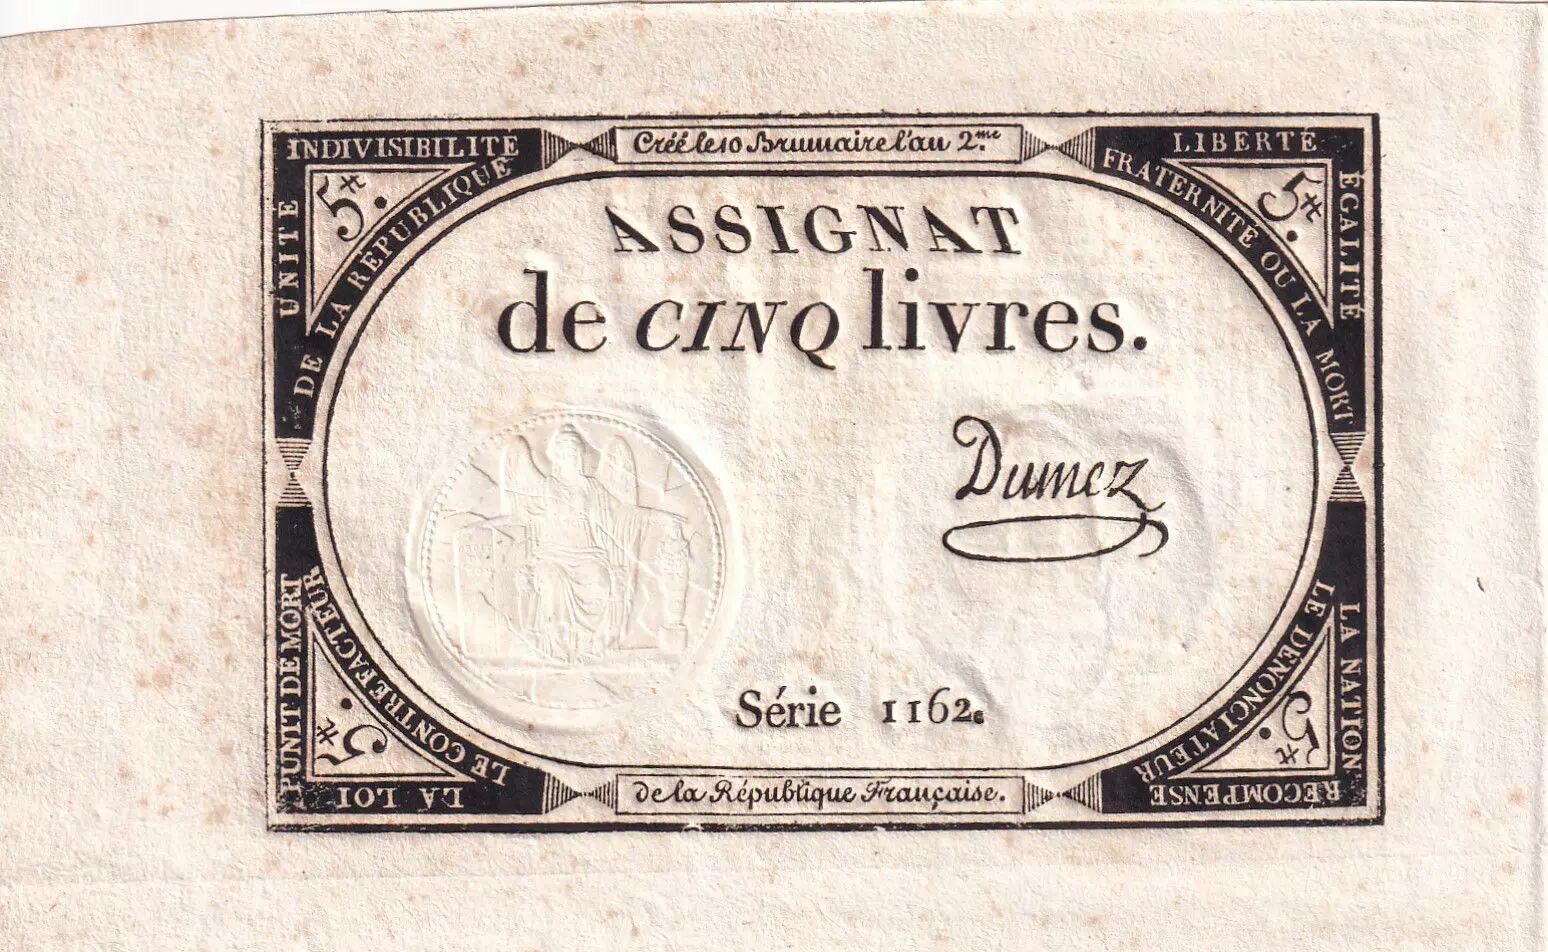 Créé le 10 Brumaire l'an 2.me
INDIVISIBILITÉ
UNITÉ
DE LA RÉPUBLIQUE
5₶.
LIBERTÉ
ÉGALITÉ
FRATERNITÉ OU LA MORT
5₶.
ASSIGNAT
de CINQ livres.
Dumez
Série 1162e
LA LOI
PUNIT DE MORT
LE CONTREFACTEUR
5₶.
LA NATION
RÉCOMPENSE
LE DÉNONCIATEUR
5₶.
de la République Française.